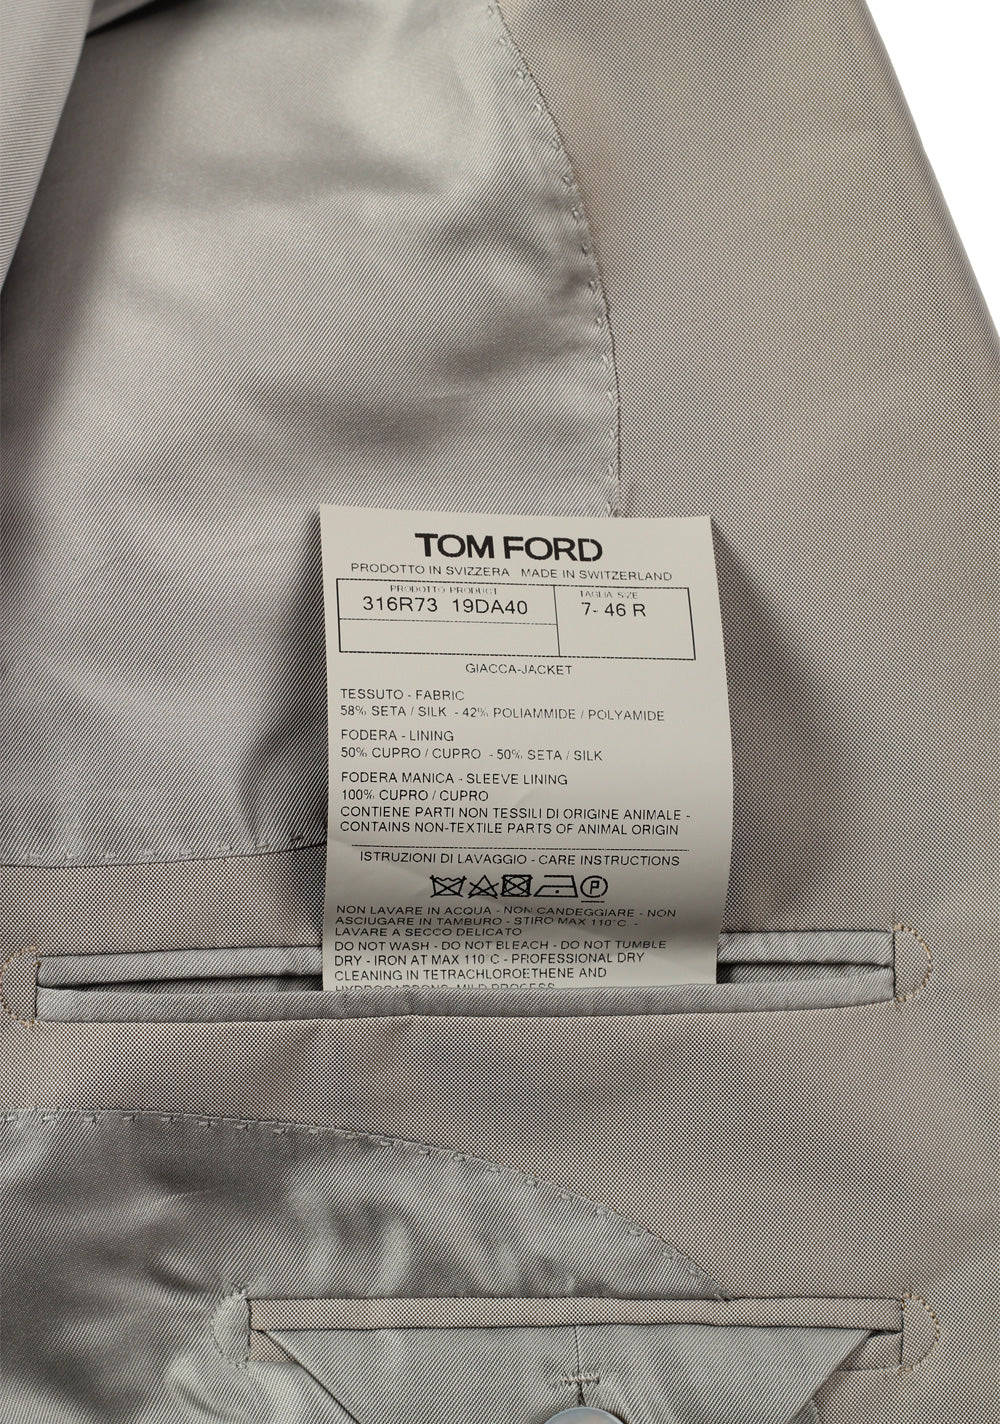 TOM FORD
PRODOTTO IN SVIZZERA MADE IN SWITZERLAND
PRODOTTO PRODUCT
316R73 19DA40
TAGLIA SIZE
7- 46 R
GIACCA-JACKET
TESSUTO - FABRIC
58% SETA / SILK - 42% POLIAMMIDE / POLYAMIDE
FODERA - LINING
50% CUPRO / CUPRO - 50% SETA / SILK
FODERA MANICA - SLEEVE LINING
100% CUPRO / CUPRO
CONTIENE PARTI NON TESSILI DI ORIGINE ANIMALE -
CONTAINS NON-TEXTILE PARTS OF ANIMAL ORIGIN
ISTRUZIONI DI LAVAGGIO - CARE INSTRUCTIONS
P
NON LAVARE IN ACQUA - NON CANDEGGIARE - NON
ASCIUGARE IN TAMBURO - STIRO MAX 110°C -
LAVARE A SECCO DELICATO
DO NOT WASH - DO NOT BLEACH - DO NOT TUMBLE
DRY - IRON AT MAX 110°C - PROFESSIONAL DRY
CLEANING IN TETRACHLOROETHENE AND
HYDROCARBONS, MILD PROCESS